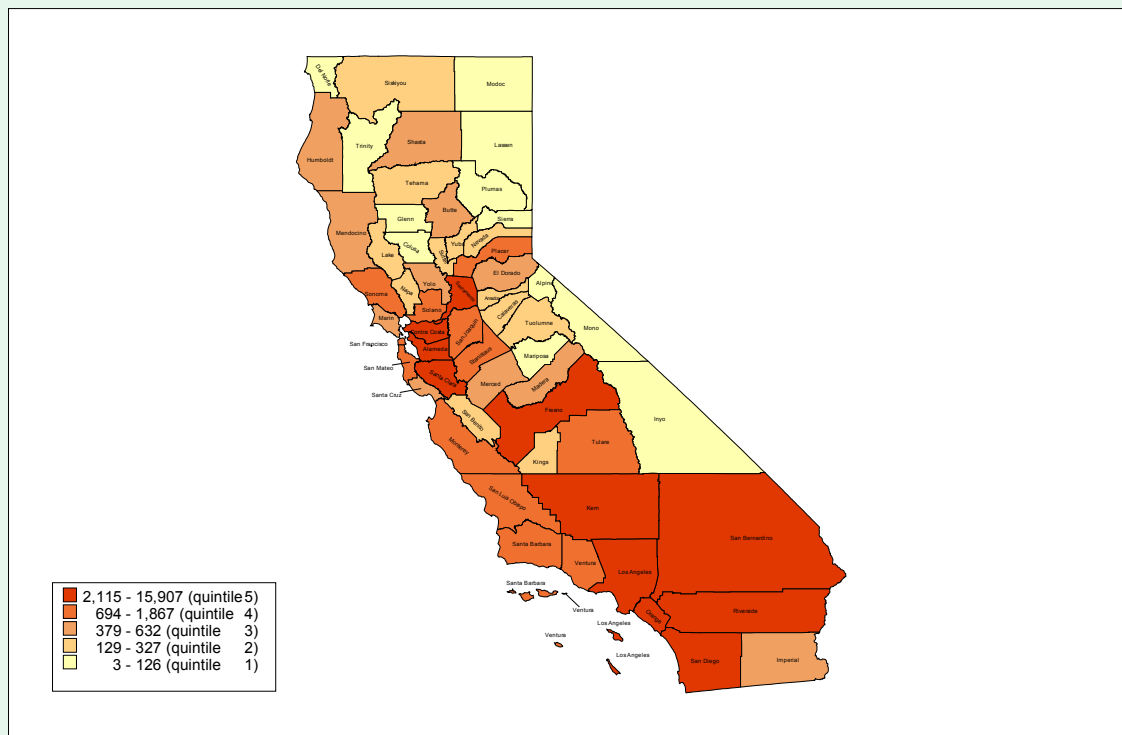 Del Norte
Siskiyou
Modoc
Humboldt
Trinity
Shasta
Lassen
Tehama
Plumas
Mendocino
Glenn
Butte
Sierra
Lake
Colusa
Sutter
Yuba
Nevada
Placer
Sonoma
Napa
Yolo
El Dorado
Sacramento
Alpine
Amador
Solano
Marin
Calaveras
Tuolumne
Mono
Contra Costa
San Joaquin
San Francisco
Alameda
Stanislaus
Mariposa
San Mateo
Santa Clara
Merced
Madera
Santa Cruz
Fresno
San Benito
Inyo
Monterey
Kings
Tulare
San Luis Obispo
Kern
San Bernardino
Santa Barbara
Ventura
Los Angeles
Santa Barbara
Ventura
Orange
Riverside
Los Angeles
Ventura
Los Angeles
San Diego
Imperial
2,115 - 15,907 (quintile 5)
694 - 1,867 (quintile 4)
379 - 632 (quintile 3)
129 - 327 (quintile 2)
3 - 126 (quintile 1)